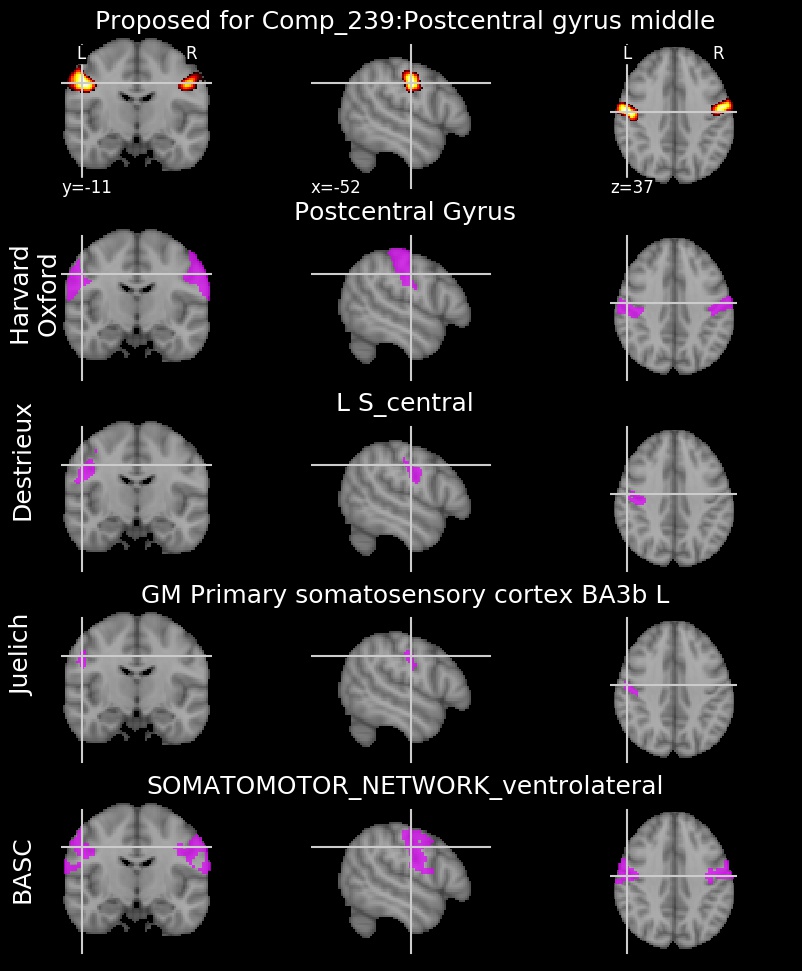 Proposed for Comp_239:Postcentral gyrus middle
L R L R
y=-11 x=-52 z=37
Postcentral Gyrus
Harvard
Oxford
L S_central
Destrieux
GM Primary somatosensory cortex BA3b L
Juelich
SOMATOMOTOR_NETWORK_ventrolateral
BASC